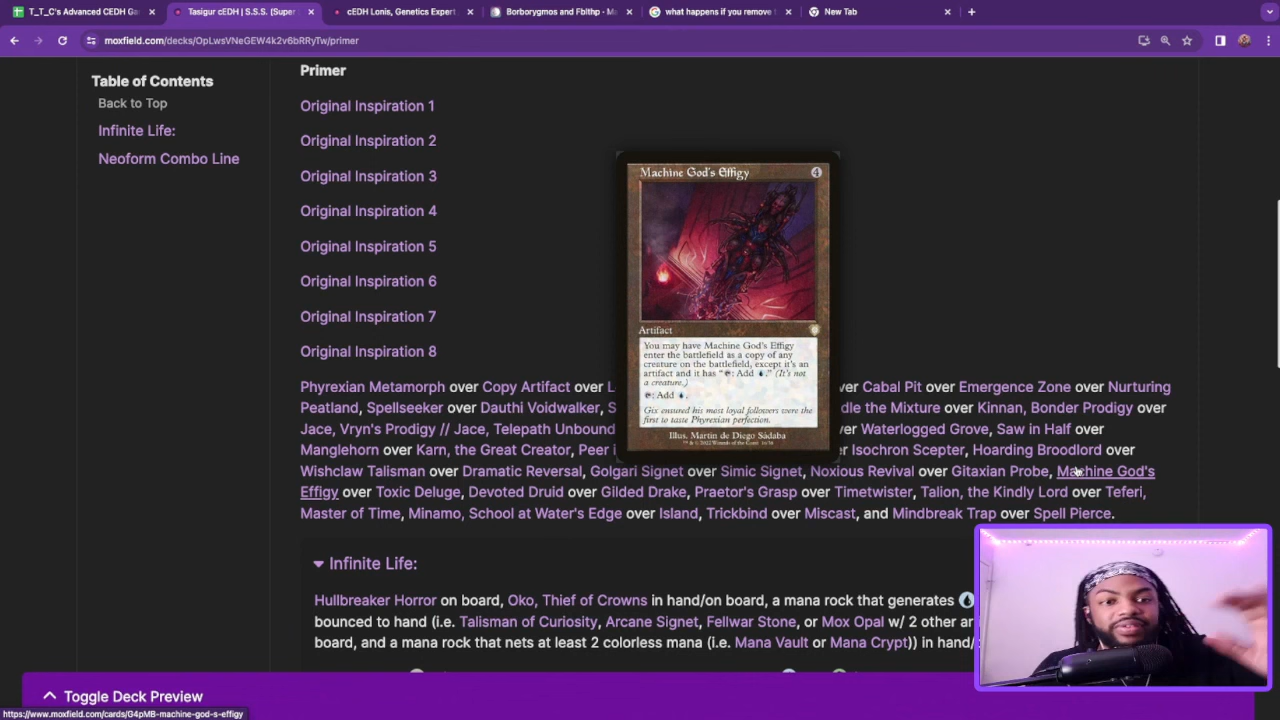 T_T_C's Advanced CEDH Ga
Tasigur cEDH | S.S.S. (Super
cEDH Lonis, Genetics Expert
Borborygmos and Fblthp - M
what happens if you remove
New Tab
moxfield.com/decks/OpLwsVNeGEW4k2v6bRRyTw/primer
Table of Contents
Back to Top
Infinite Life:
Neoform Combo Line
Primer
Original Inspiration 1
Original Inspiration 2
Original Inspiration 3
Original Inspiration 4
Original Inspiration 5
Original Inspiration 6
Original Inspiration 7
Original Inspiration 8
Machine God's Effigy 4
Artifact
You may have Machine God's Effigy
enter the battlefield as a copy of any
creature on the battlefield, except it's an
artifact and it has ": Add ." (It's not
a creature.)
: Add .
Gix ensured his most loyal followers were the
first to taste Phyrexian perfection.
Illus. Martin de Diego Sádaba
Phyrexian Metamorph over Copy Artifact over L ver Cabal Pit over Emergence Zone over Nurturing
Peatland, Spellseeker over Dauthi Voidwalker, S dle the Mixture over Kinnan, Bonder Prodigy over
Jace, Vryn's Prodigy // Jace, Telepath Unbound over Waterlogged Grove, Saw in Half over
Manglehorn over Karn, the Great Creator, Peer i er Isochron Scepter, Hoarding Broodlord over
Wishclaw Talisman over Dramatic Reversal, Golgari Signet over Simic Signet, Noxious Revival over Gitaxian Probe, Machine God's
Effigy over Toxic Deluge, Devoted Druid over Gilded Drake, Praetor's Grasp over Timetwister, Talion, the Kindly Lord over Teferi,
Master of Time, Minamo, School at Water's Edge over Island, Trickbind over Miscast, and Mindbreak Trap over Spell Pierce.
Infinite Life:
Hullbreaker Horror on board, Oko, Thief of Crowns in hand/on board, a mana rock that generates
bounced to hand (i.e. Talisman of Curiosity, Arcane Signet, Fellwar Stone, or Mox Opal w/ 2 other ar
board, and a mana rock that nets at least 2 colorless mana (i.e. Mana Vault or Mana Crypt)) in hand/
Toggle Deck Preview
https://www.moxfield.com/cards/G4pMB-machine-god-s-effigy